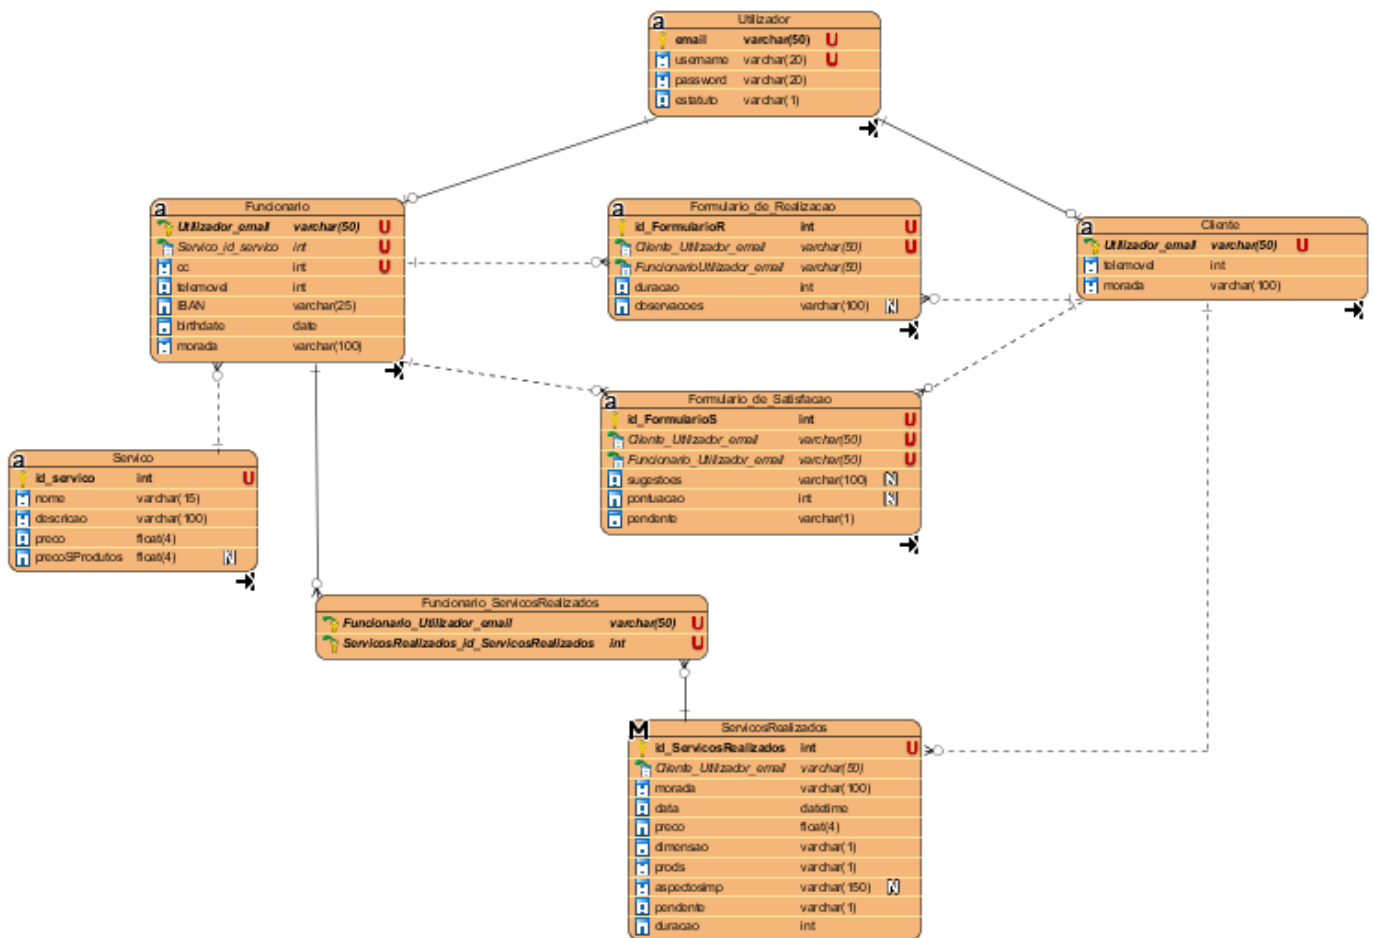 a Utilizador
email varchar(50) U
username varchar(20) U
password varchar(20)
estatuto varchar(1)
a Funcionario
Utilizador_email varchar(50) U
Servico_id_servico int U
cc int U
telemovel int
IBAN varchar(25)
birthdate date
morada varchar(100)
a Formulario_de_Realizacao
id_FormularioR int U
Cliente_Utilizador_email varchar(50) U
FuncionarioUtilizador_email varchar(50)
duracao int
observacoes varchar(100) N
a Cliente
Utilizador_email varchar(50) U
telemovel int
morada varchar(100)
a Formulario_de_Satisfacao
id_FormularioS int U
Cliente_Utilizador_email varchar(50) U
Funcionario_Utilizador_email varchar(50) U
sugestoes varchar(100) N
pontuacao int N
pendente varchar(1)
a Servico
id_servico int U
nome varchar(15)
descricao varchar(100)
preco float(4)
precoSProdutos float(4) N
Funcionario_ServicosRealizados
Funcionario_Utilizador_email varchar(50) U
ServicosRealizados_id_ServicosRealizados int U
M ServicosRealizados
id_ServicosRealizados int U
Cliente_Utilizador_email varchar(50)
morada varchar(100)
data datetime
preco float(4)
dimensao varchar(1)
prods varchar(1)
aspectosimp varchar(150) N
pendente varchar(1)
duracao int